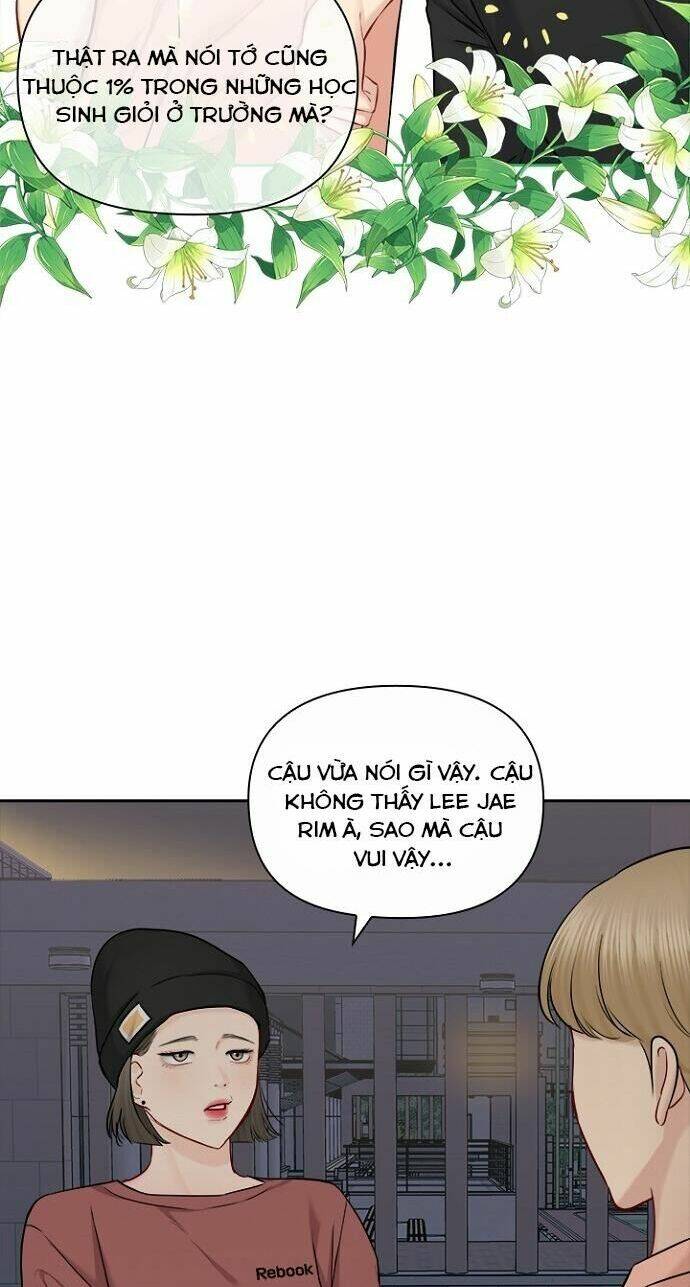 THẬT RA MÀ NÓI TỚ CŨNG
THUỘC 1% TRONG NHỮNG HỌC
SINH GIỎI Ở TRƯỜNG MÀ?
CẬU VỪA NÓI GÌ VẬY. CẬU
KHÔNG THẤY LEE JAE
RIM À, SAO MÀ CẬU
VUI VẬY...
Rebook